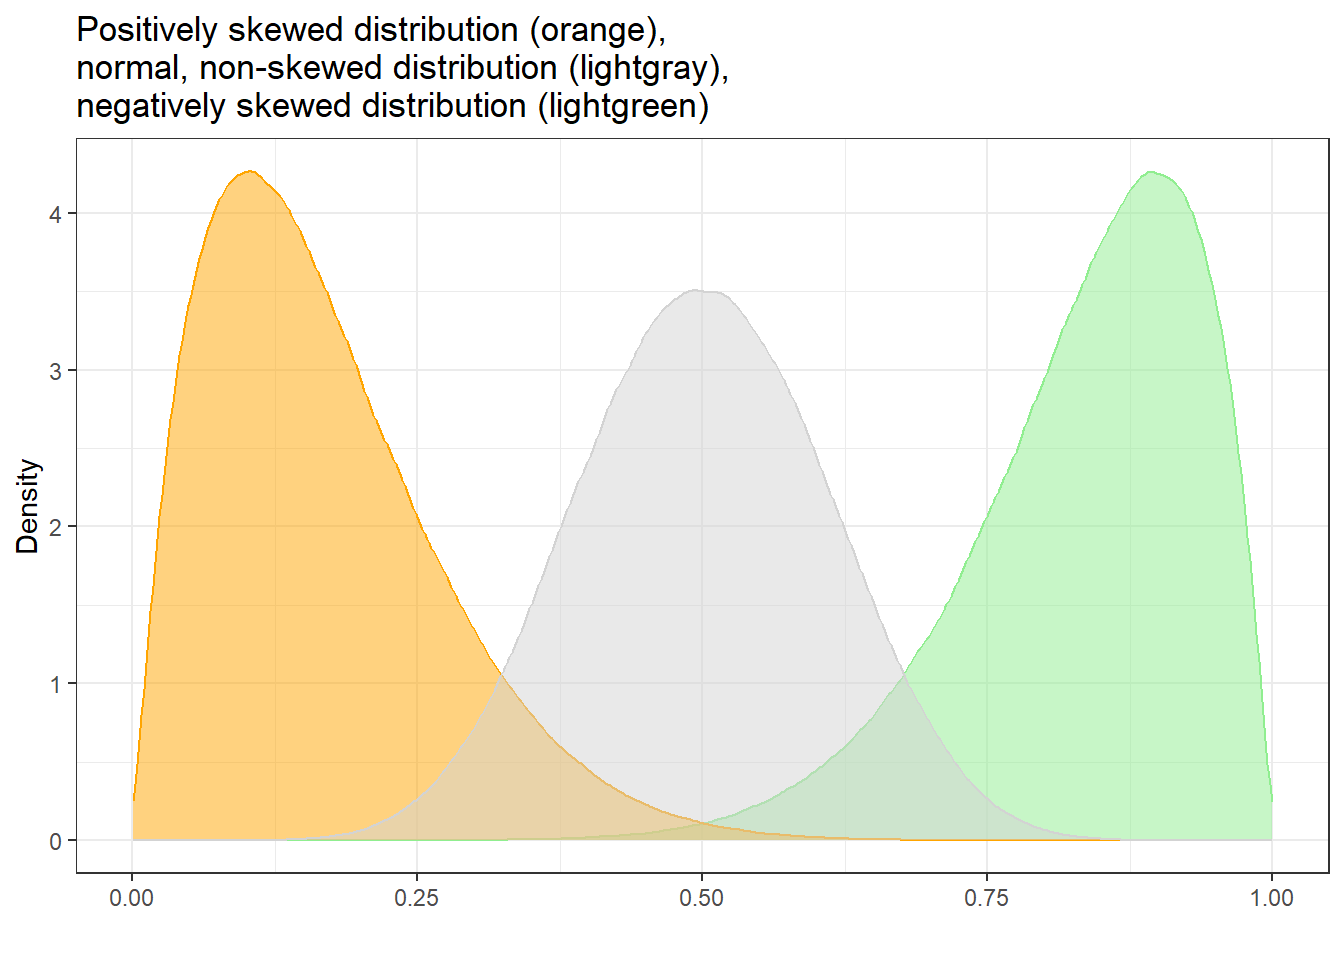 Positively skewed distribution (orange),
normal, non-skewed distribution (lightgray),
negatively skewed distribution (lightgreen)
Density
4
3
2
1
0
0.00 0.25 0.50 0.75 1.00